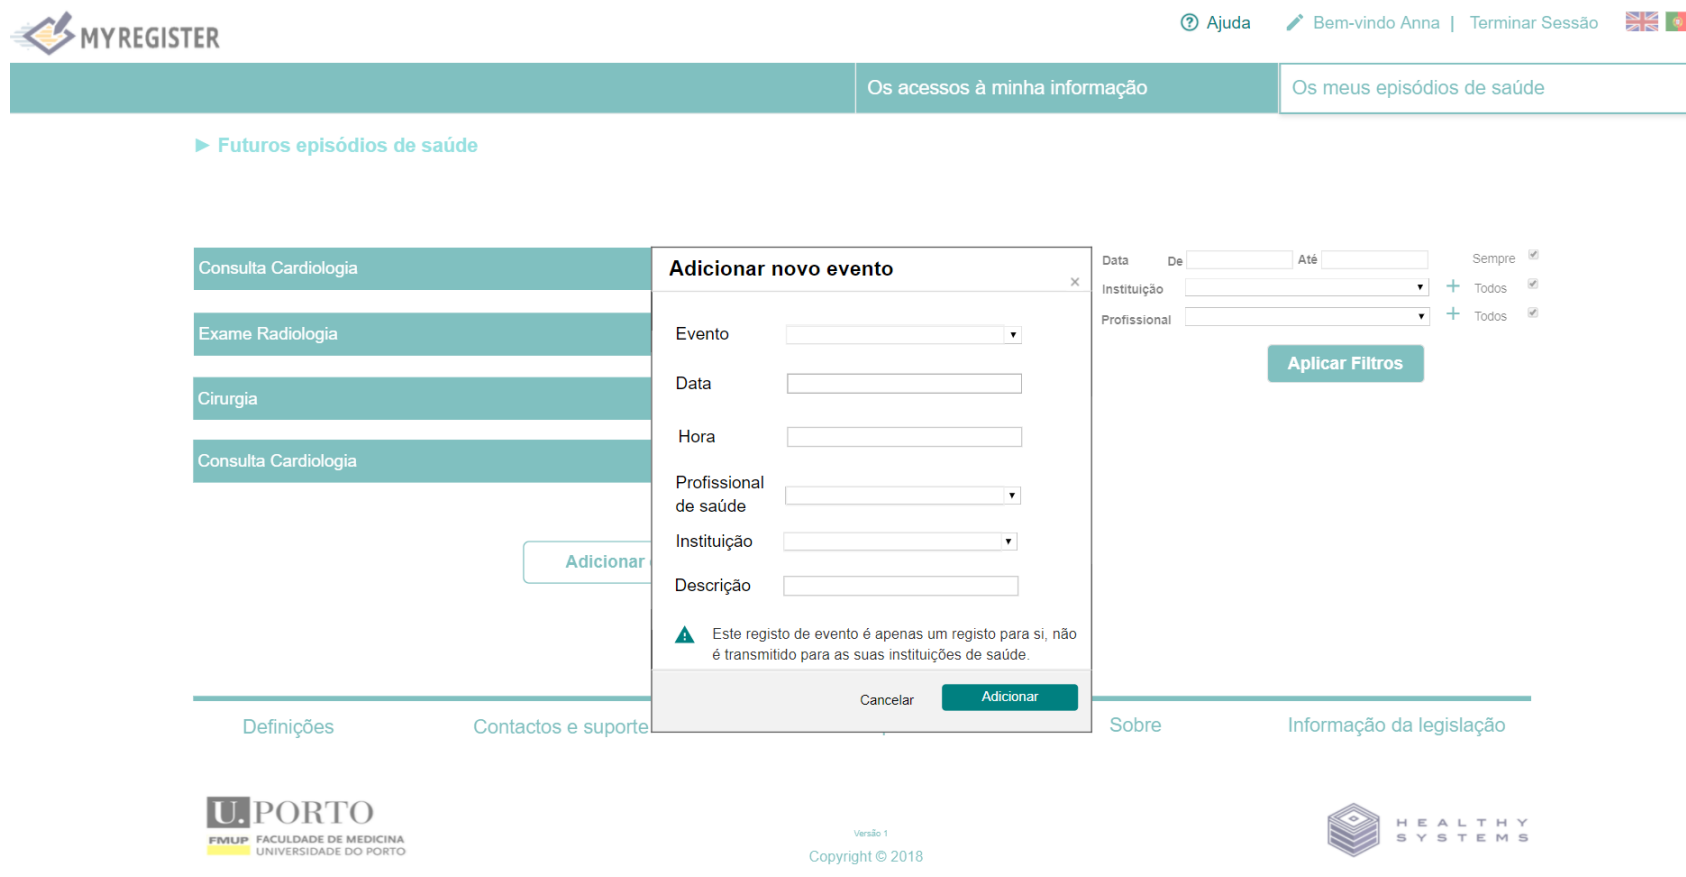 MYREGISTER
Ajuda
Bem-vindo Anna | Terminar Sessão
Os acessos à minha informação
Os meus episódios de saúde
► Futuros episódios de saúde
Consulta Cardiologia
Exame Radiologia
Cirurgia
Consulta Cardiologia
Adicionar
Adicionar novo evento
×
Evento
Data
Hora
Profissional
de saúde
Instituição
Descrição
Este registo de evento é apenas um registo para si, não
é transmitido para as suas instituições de saúde.
Cancelar
Adicionar
Data De Até Sempre
Instituição + Todos
Profissional + Todos
Aplicar Filtros
Definições
Contactos e suporte
Sobre
Informação da legislação
U.PORTO
FMUP FACULDADE DE MEDICINA
UNIVERSIDADE DO PORTO
Versão 1
Copyright © 2018
HEALTHY
SYSTEMS